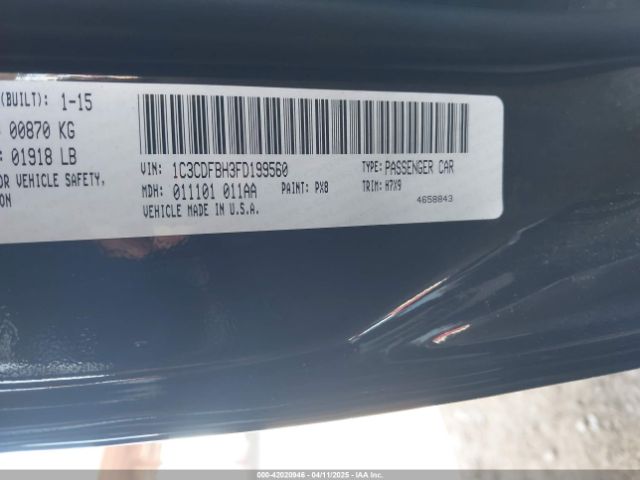 (BUILT): 1-15
00870 KG
01918 LB
OR VEHICLE SAFETY,
ION
VIN: 1C3CDFBH3FD199560
TYPE: PASSENGER CAR
MDH: 011101 011AA PAINT: PX8 TRIM: H7X9
VEHICLE MADE IN U.S.A.
4658843
000-42020946 - 04/11/2025 - IAA, Inc.